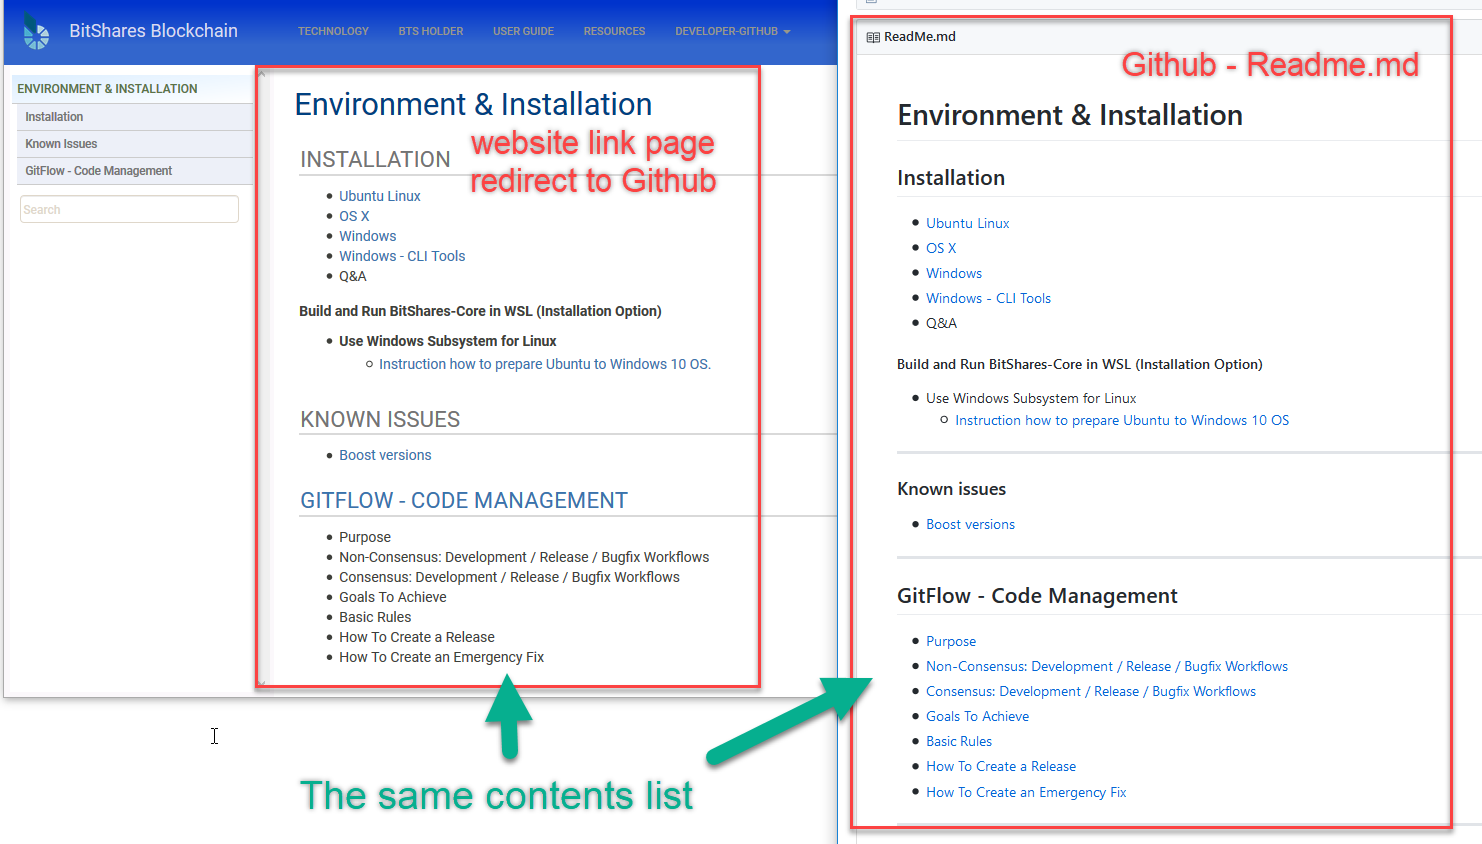 BitShares Blockchain
TECHNOLOGY BTS HOLDER USER GUIDE RESOURCES DEVELOPER-GITHUB
ENVIRONMENT & INSTALLATION
Installation
Known Issues
GitFlow - Code Management
Search
Environment & Installation
website link page
redirect to Github
INSTALLATION
Ubuntu Linux
OS X
Windows
Windows - CLI Tools
Q&A
Build and Run BitShares-Core in WSL (Installation Option)
Use Windows Subsystem for Linux
Instruction how to prepare Ubuntu to Windows 10 OS.
KNOWN ISSUES
Boost versions
GITFLOW - CODE MANAGEMENT
Purpose
Non-Consensus: Development / Release / Bugfix Workflows
Consensus: Development / Release / Bugfix Workflows
Goals To Achieve
Basic Rules
How To Create a Release
How To Create an Emergency Fix
The same contents list
ReadMe.md
Github - Readme.md
Environment & Installation
Installation
Ubuntu Linux
OS X
Windows
Windows - CLI Tools
Q&A
Build and Run BitShares-Core in WSL (Installation Option)
Use Windows Subsystem for Linux
Instruction how to prepare Ubuntu to Windows 10 OS
Known issues
Boost versions
GitFlow - Code Management
Purpose
Non-Consensus: Development / Release / Bugfix Workflows
Consensus: Development / Release / Bugfix Workflows
Goals To Achieve
Basic Rules
How To Create a Release
How To Create an Emergency Fix